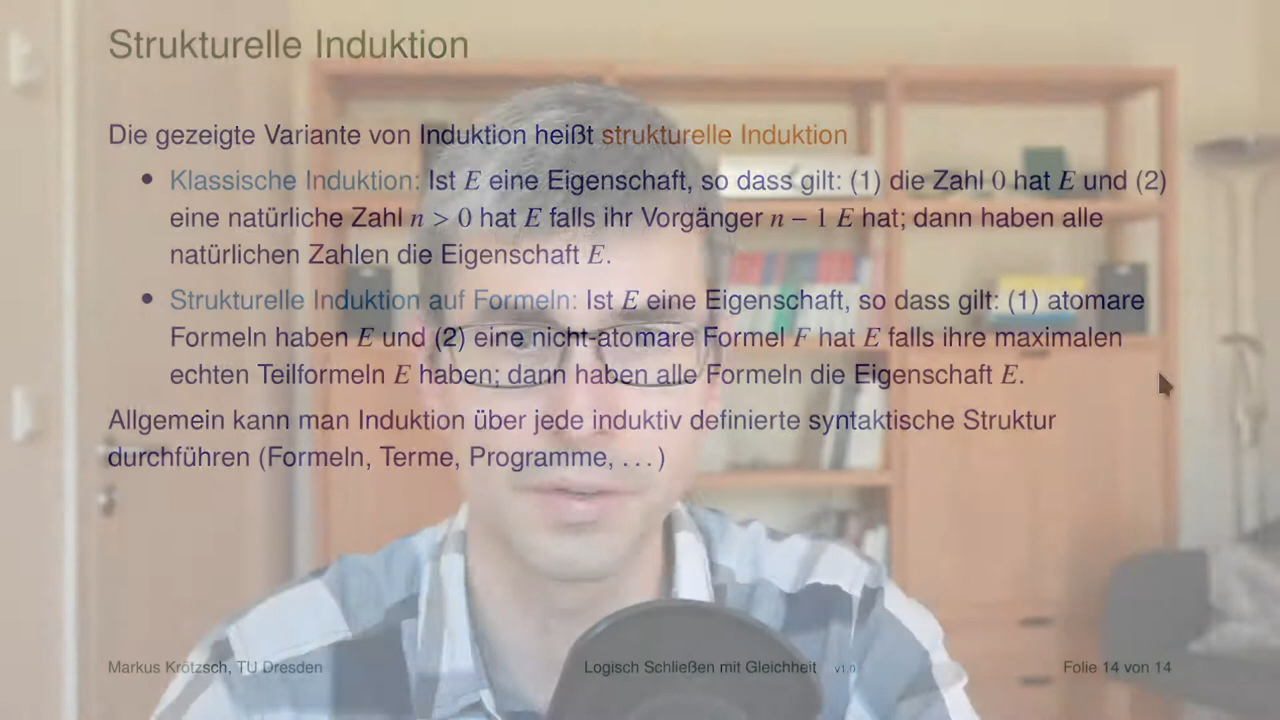 Strukturelle Induktion
Die gezeigte Variante von Induktion heißt strukturelle Induktion
• Klassische Induktion: Ist E eine Eigenschaft, so dass gilt: (1) die Zahl 0 hat E und (2)
eine natürliche Zahl n > 0 hat E falls ihr Vorgänger n − 1 E hat; dann haben alle
natürlichen Zahlen die Eigenschaft E.
• Strukturelle Induktion auf Formeln: Ist E eine Eigenschaft, so dass gilt: (1) atomare
Formeln haben E und (2) eine nicht-atomare Formel F hat E falls ihre maximalen
echten Teilformeln E haben; dann haben alle Formeln die Eigenschaft E.
Allgemein kann man Induktion über jede induktiv definierte syntaktische Struktur
durchführen (Formeln, Terme, Programme, . . . )
Markus Krötzsch, TU Dresden Logisch Schließen mit Gleichheit v1.0 Folie 14 von 14